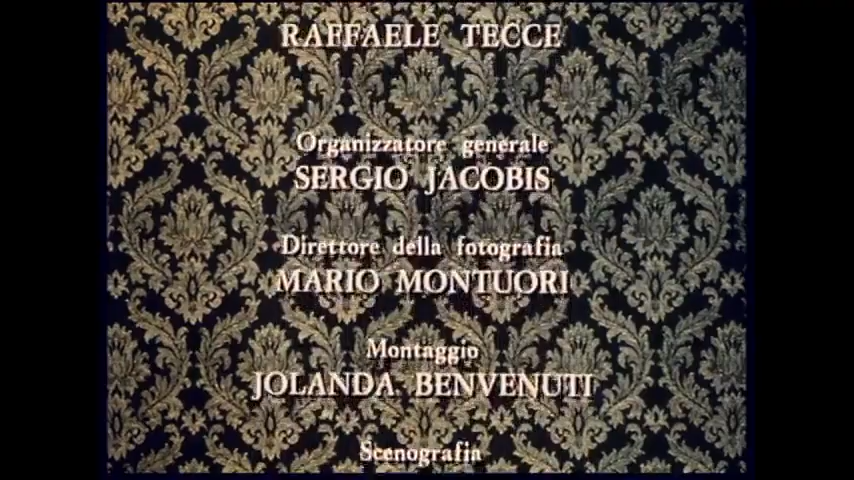 RAFFAELE TECCE
Organizzatore generale
SERGIO JACOBIS
Direttore della fotografia
MARIO MONTUORI
Montaggio
JOLANDA BENVENUTI
Scenografia